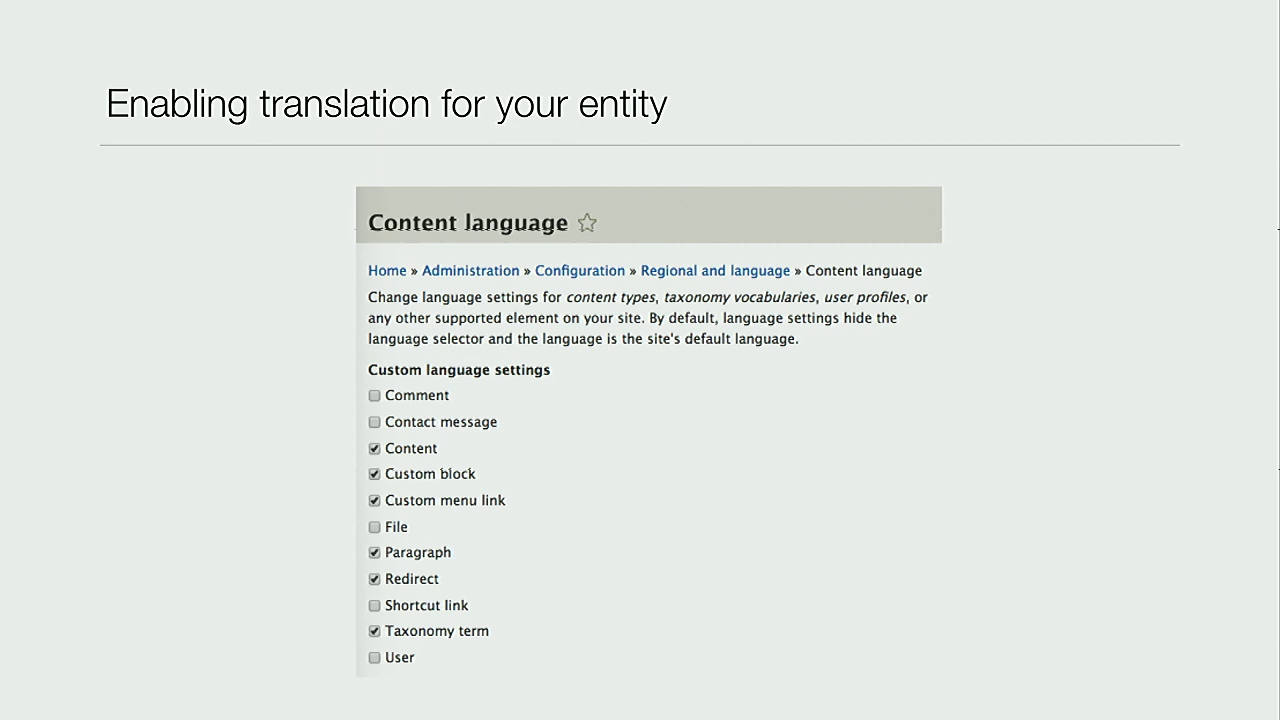 Enabling translation for your entity
Content language
Home » Administration » Configuration » Regional and language » Content language
Change language settings for content types, taxonomy vocabularies, user profiles, or
any other supported element on your site. By default, language settings hide the
language selector and the language is the site's default language.
Custom language settings
Comment
Contact message
Content
Custom block
Custom menu link
File
Paragraph
Redirect
Shortcut link
Taxonomy term
User